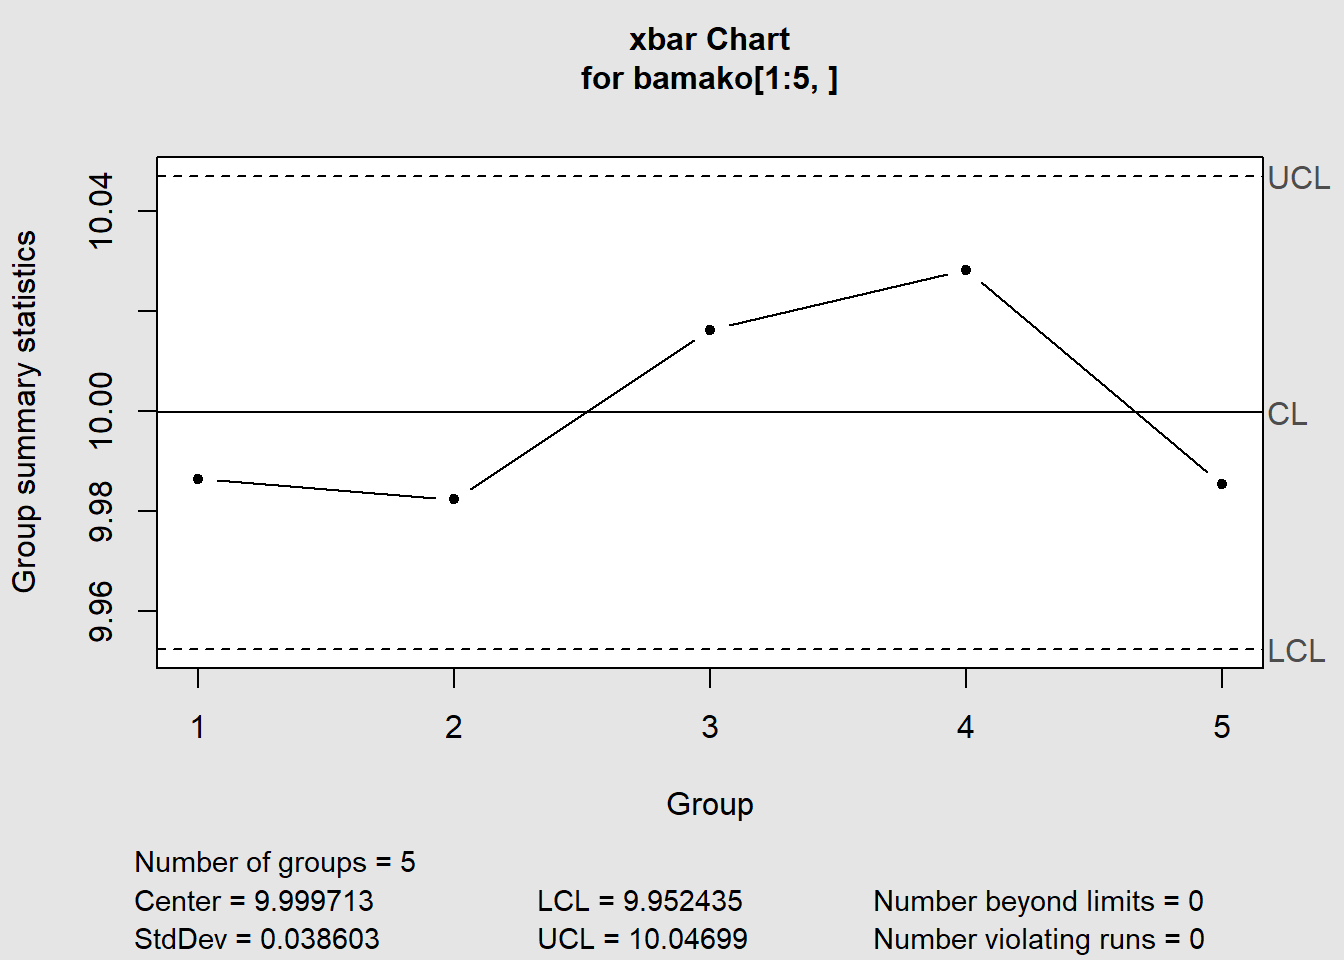 xbar Chart
for bamako[1:5, ]
Group summary statistics
10.04
10.00
9.98
9.96
UCL
CL
LCL
1 2 3 4 5
Group
Number of groups = 5
Center = 9.999713 LCL = 9.952435 Number beyond limits = 0
StdDev = 0.038603 UCL = 10.04699 Number violating runs = 0